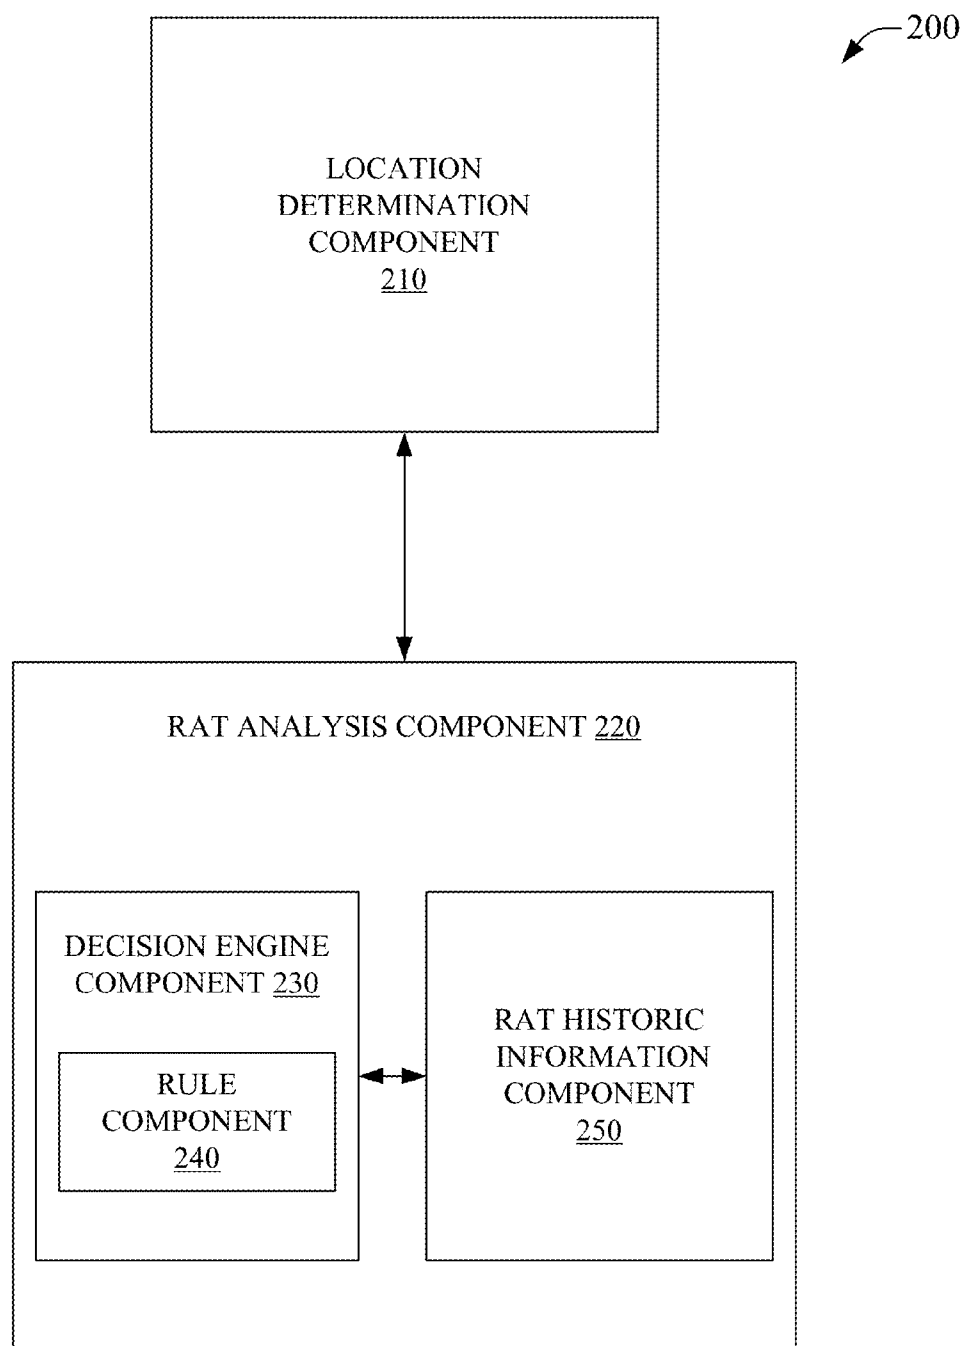 200
LOCATION
DETERMINATION
COMPONENT
210
RAT ANALYSIS COMPONENT 220
DECISION ENGINE
COMPONENT 230
RULE
COMPONENT
240
RAT HISTORIC
INFORMATION
COMPONENT
250